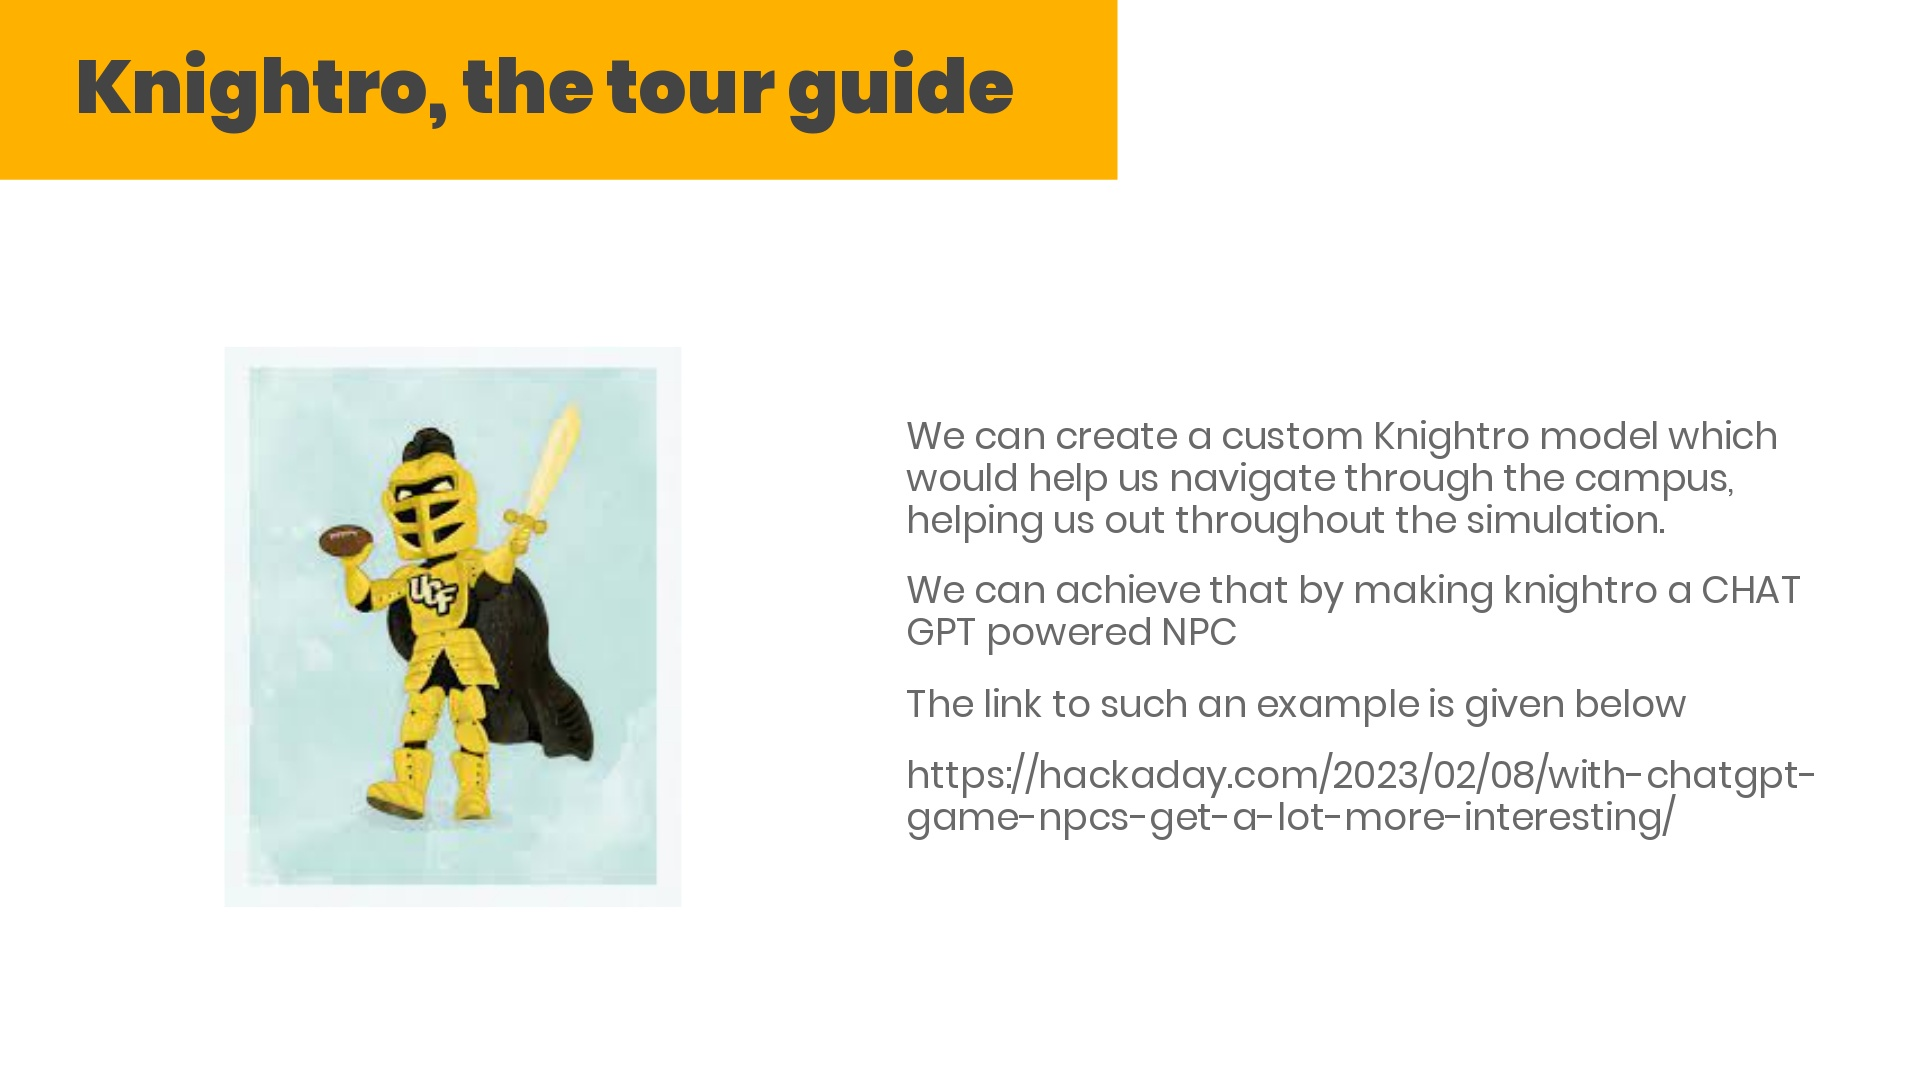 Knightro, the tour guide
UCF
We can create a custom Knightro model which
would help us navigate through the campus,
helping us out throughout the simulation.
We can achieve that by making knightro a CHAT
GPT powered NPC
The link to such an example is given below
https://hackaday.com/2023/02/08/with-chatgpt-
game-npcs-get-a-lot-more-interesting/